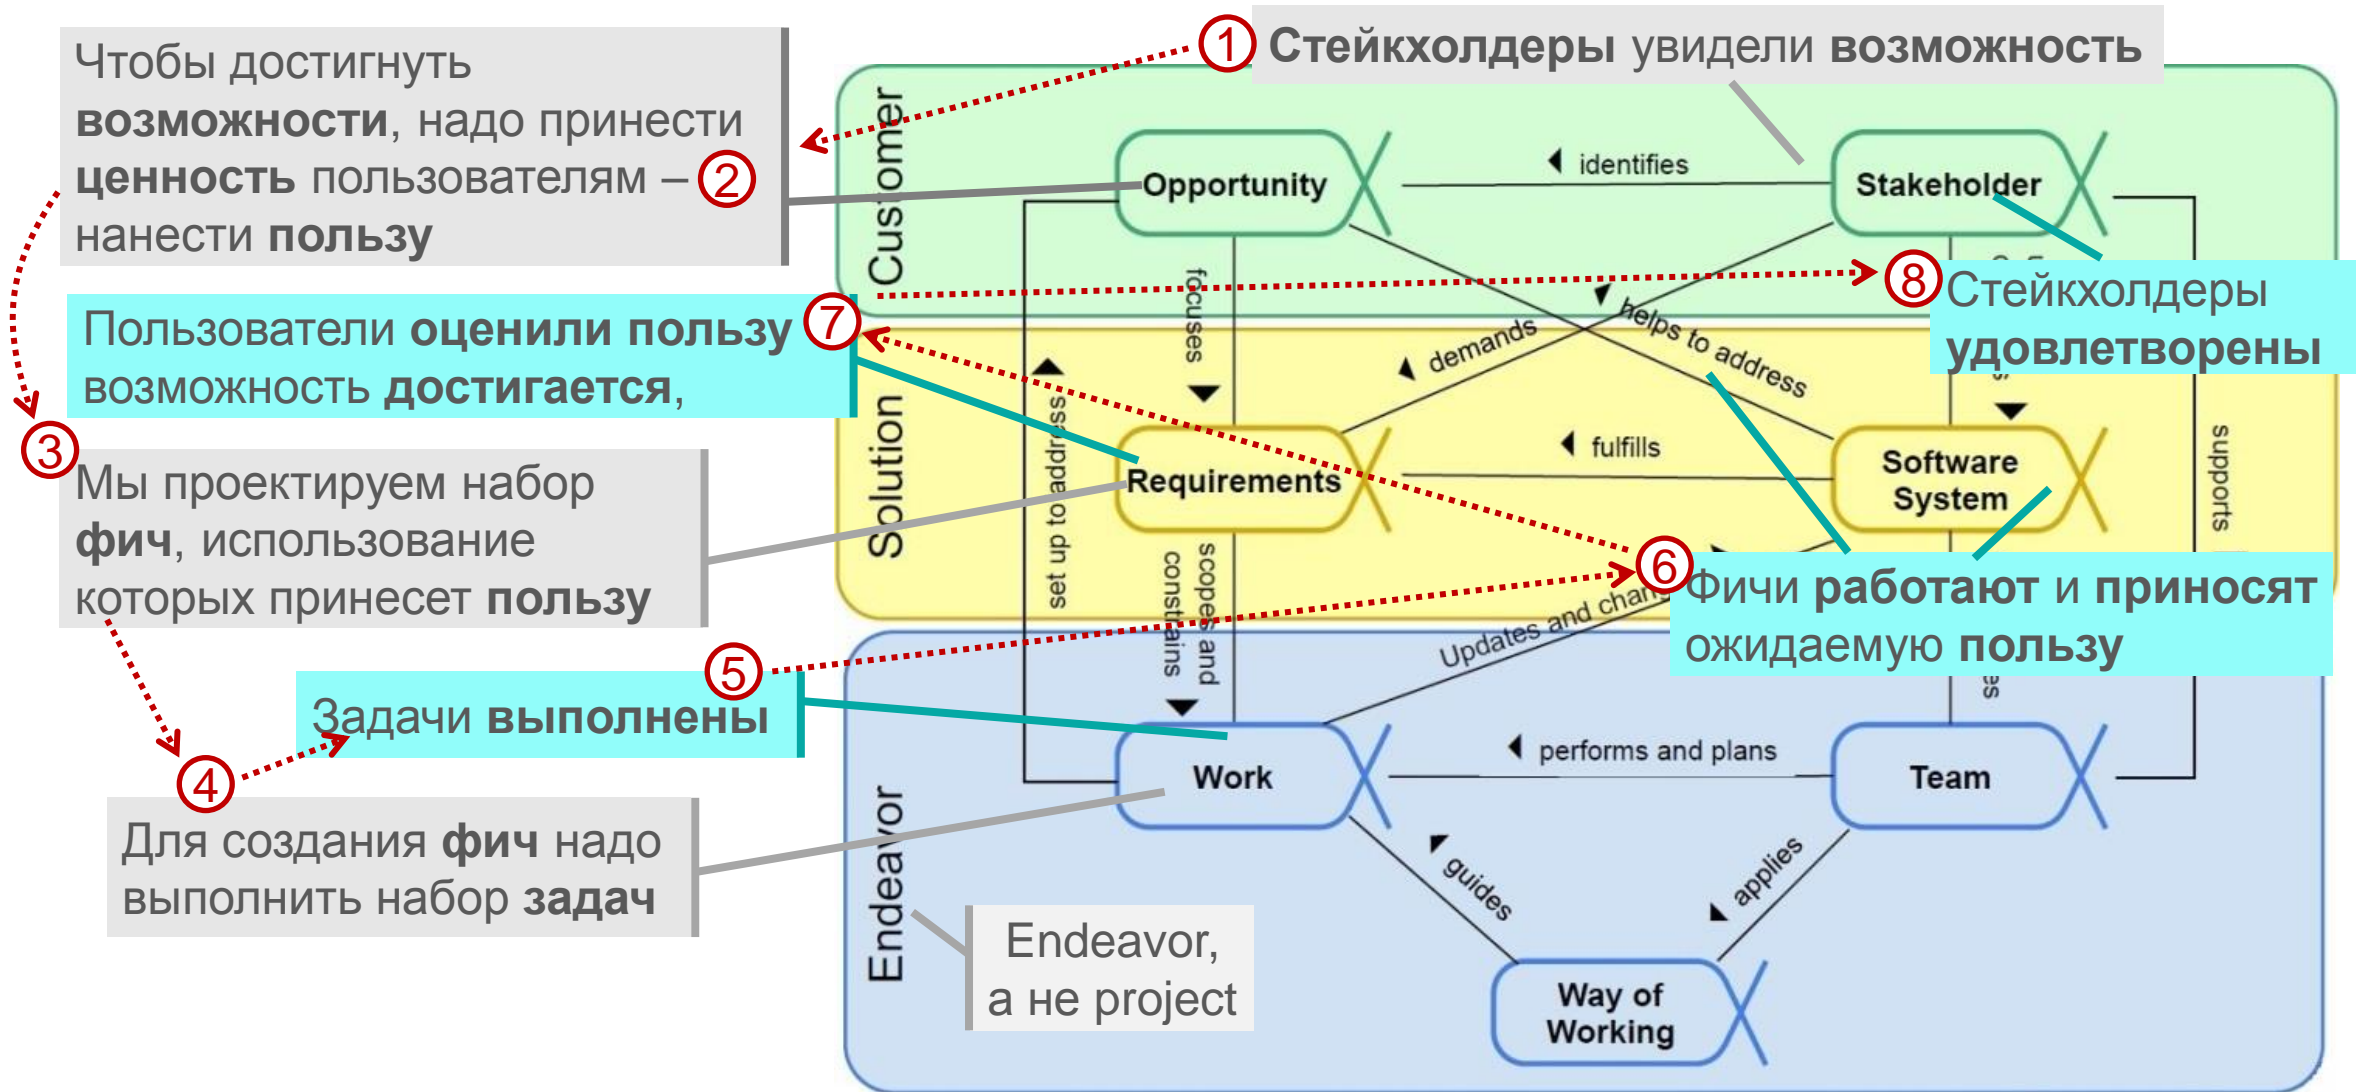 1 Стейкхолдеры увидели возможность
Чтобы достигнуть
возможности, надо принести
ценность пользователям – 2
нанести пользу
Пользователи оценили пользу 7
возможность достигается,
3
Мы проектируем набор
фич, использование
которых принесет пользу
5
Задачи выполнены
4
Для создания фич надо
выполнить набор задач
Customer
Opportunity
identifies
Stakeholder
8 Стейкхолдеры
удовлетворены
focuses
demands
helps to address
supports
set up to address
Solution
Requirements
fulfills
Software
System
6 Фичи работают и приносят
ожидаемую пользу
scopes and
constrains
Updates and
Endeavor
Work
performs and plans
Team
guides
applies
Endeavor,
а не project
Way of
Working